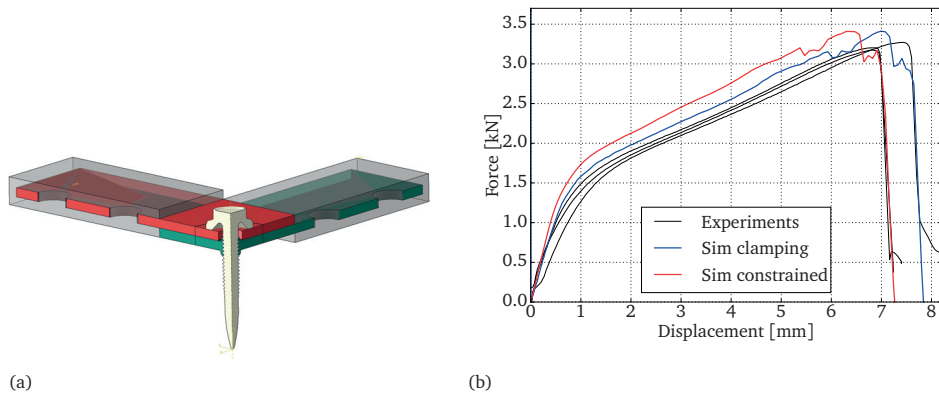 (b)
3.5
3.0
2.5
2.0
1.5
1.0
0.5
0.0
Force [kN]
Experiments
Sim clamping
Sim constrained
0 1 2 3 4 5 6 7 8
Displacement [mm]
(a)